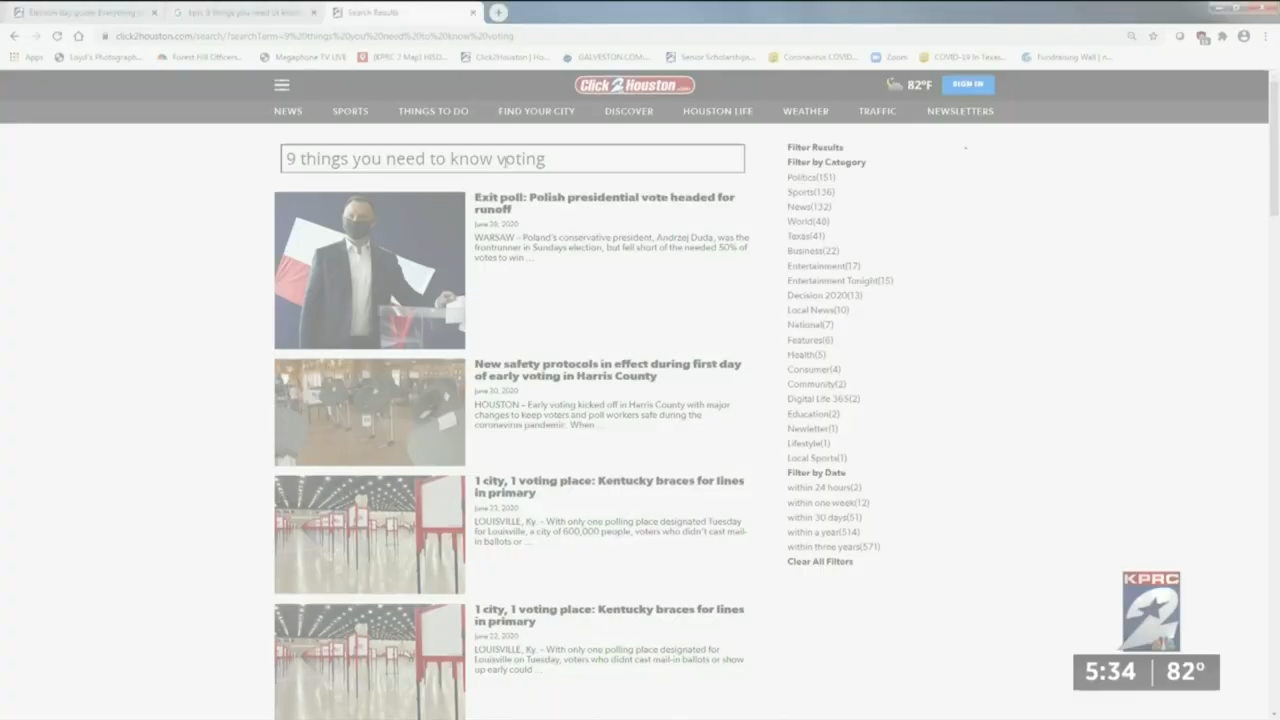 Election day guide: Everything
kprc 9 things you need to know
Search Results
click2houston.com/search/?searchTerm=9%20things%20you%20need%20to%20know%20voting
Apps
Loyd's Photograph...
Forest Hill Officers...
Megaphone TV LIVE
(KPRC 2 Map) HISD...
Click2Houston | Ho...
GALVESTON.COM:...
Senior Scholarships...
Coronavirus COVID...
Zoom
COVID-19 In Texas...
Fundraising Wall | n...
Click2Houston.com
82°F
SIGN IN
NEWS SPORTS THINGS TO DO FIND YOUR CITY DISCOVER HOUSTON LIFE WEATHER TRAFFIC NEWSLETTERS
9 things you need to know voting
Exit poll: Polish presidential vote headed for
runoff
June 28, 2020
WARSAW – Poland's conservative president, Andrzej Duda, was the
frontrunner in Sundays election, but fell short of the needed 50% of
votes to win ...
New safety protocols in effect during first day
of early voting in Harris County
June 30, 2020
HOUSTON – Early voting kicked off in Harris County with major
changes to keep voters and poll workers safe during the
coronavirus pandemic. When ...
1 city, 1 voting place: Kentucky braces for lines
in primary
June 23, 2020
LOUISVILLE, Ky. – With only one polling place designated Tuesday
for Louisville, a city of 600,000 people, voters who didn't cast mail-
in ballots or ...
1 city, 1 voting place: Kentucky braces for lines
in primary
June 22, 2020
LOUISVILLE, Ky. – With only one polling place designated for
Louisville on Tuesday, voters who didnt cast mail-in ballots or show
up early could ...
Filter Results
-
Filter by Category
Politics(151)
Sports(136)
News(132)
World(48)
Texas(41)
Business(22)
Entertainment(17)
Entertainment Tonight(15)
Decision 2020(13)
Local News(10)
National(7)
Features(6)
Health(5)
Consumer(4)
Community(2)
Digital Life 365(2)
Education(2)
Newletter(1)
Lifestyle(1)
Local Sports(1)
Filter by Date
within 24 hours(2)
within one week(12)
within 30 days(51)
within a year(514)
within three years(571)
Clear All Filters
KPRC
2
5:34 | 82°